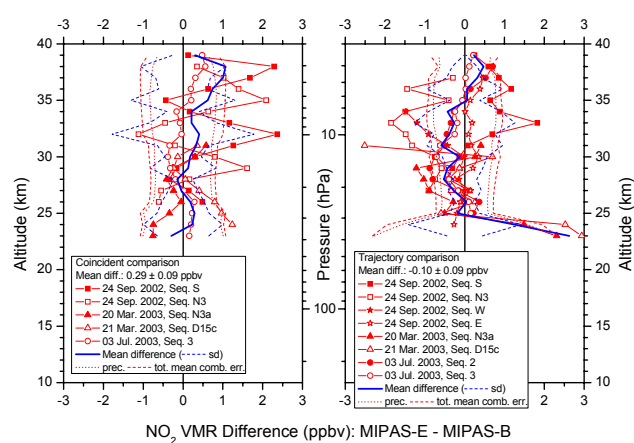 -3 -2 -1 0 1 2 3
-3 -2 -1 0 1 2 3
40
35
30
25
20
15
10
Altitude (km)
10
100
Pressure (hPa)
40
35
30
25
20
15
10
Altitude (km)
Coincident comparison
Mean diff.: 0.29 ± 0.09 ppbv
24 Sep. 2002, Seq. S
24 Sep. 2002, Seq. N3
20 Mar. 2003, Seq. N3a
21 Mar. 2003, Seq. D15c
03 Jul. 2003, Seq. 3
Mean difference ( sd)
prec. tot. mean comb. err.
Trajectory comparison
Mean diff.: -0.10 ± 0.09 ppbv
24 Sep. 2002, Seq. S
24 Sep. 2002, Seq. N3
24 Sep. 2002, Seq. W
24 Sep. 2002, Seq. E
20 Mar. 2003, Seq. N3a
21 Mar. 2003, Seq. D15c
03 Jul. 2003, Seq. 2
03 Jul. 2003, Seq. 3
Mean difference ( sd)
prec. tot. mean comb. err.
-3 -2 -1 0 1 2 3
-3 -2 -1 0 1 2 3
NO₂ VMR Difference (ppbv): MIPAS-E - MIPAS-B